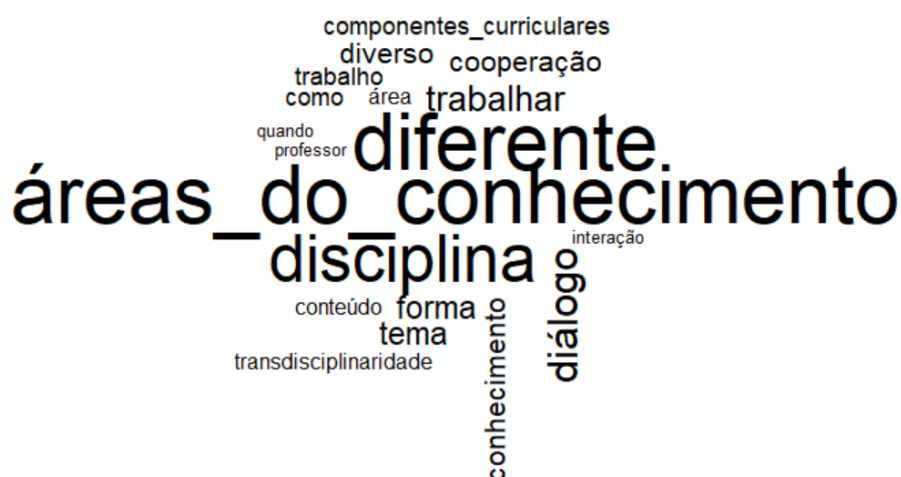 componentes_curriculares
diverso cooperação
trabalho
como área trabalhar
quando
professor diferente
áreas_do_conhecimento
disciplina interação
diálogo
conteúdo forma
tema
conhecimento
transdisciplinaridade